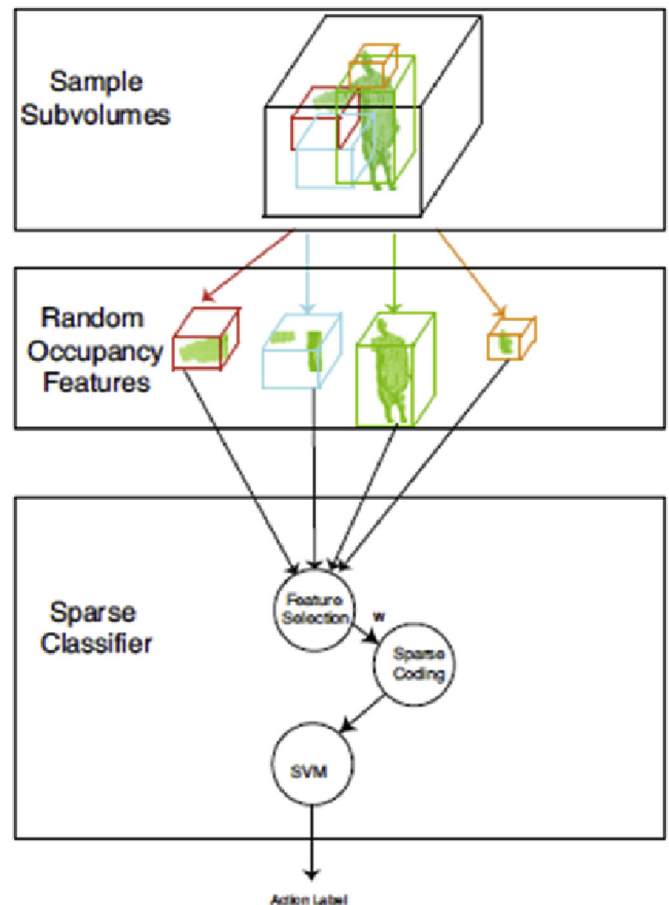 Sample
Subvolumes
Random
Occupancy
Features
Sparse
Classifier
Feature
Selection
w
Sparse
Coding
SVM
Action Label